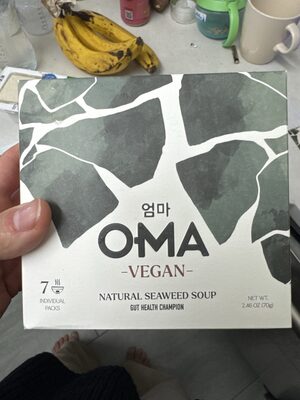 엄마
OMA
-VEGAN-
7
INDIVIDUAL
PACKS
NATURAL SEAWEED SOUP
GUT HEALTH CHAMPION
NET WT.
2.46 OZ (70g)